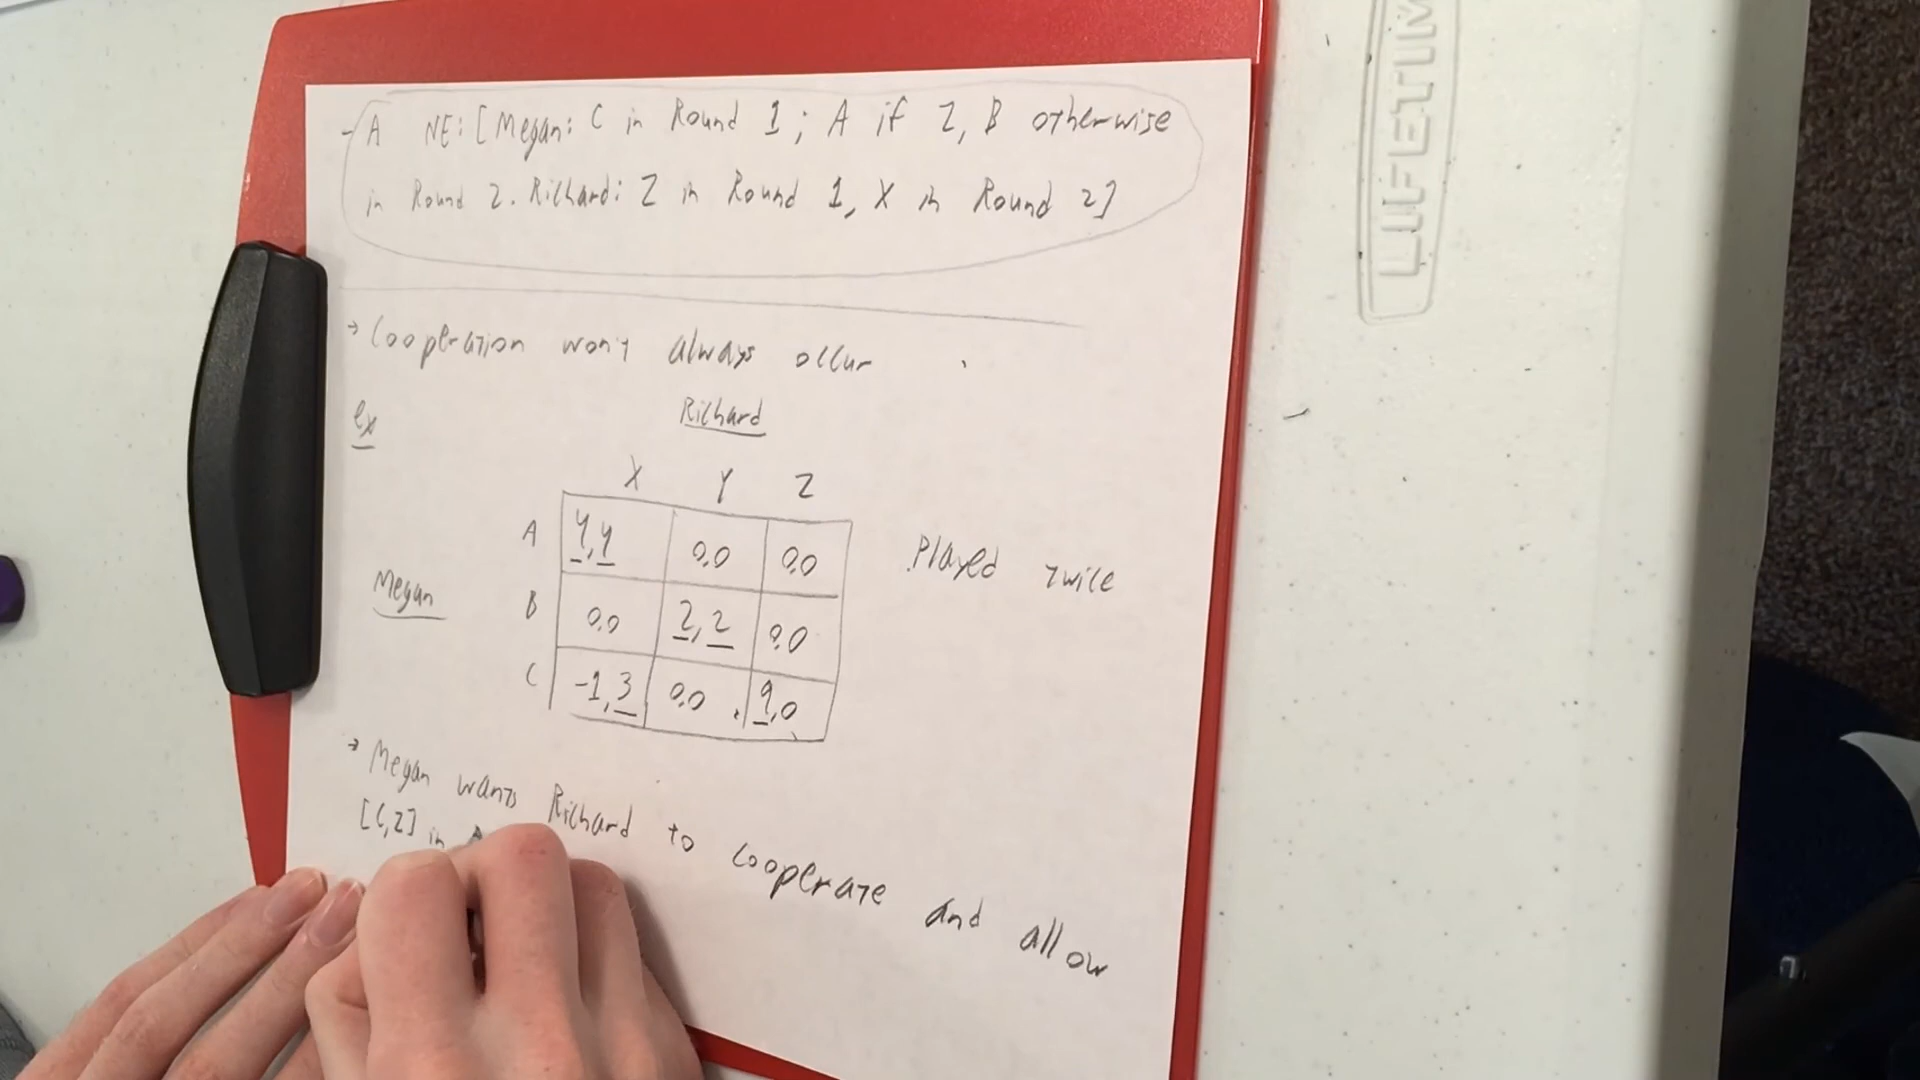 - A NE: [Megan: C in Round 1; A if Z, B otherwise
in Round 2. Richard: Z in Round 1, X in Round 2]
→ Cooperation won't always occur
ex
Richard
X Y Z
A 4,4 0,0 0,0
Played twice
Megan
B 0,0 2,2 0,0
C -1,3 0,0 9,0
→ Megan wants Richard to cooperate and allow
[C,Z] in
LIFETIM